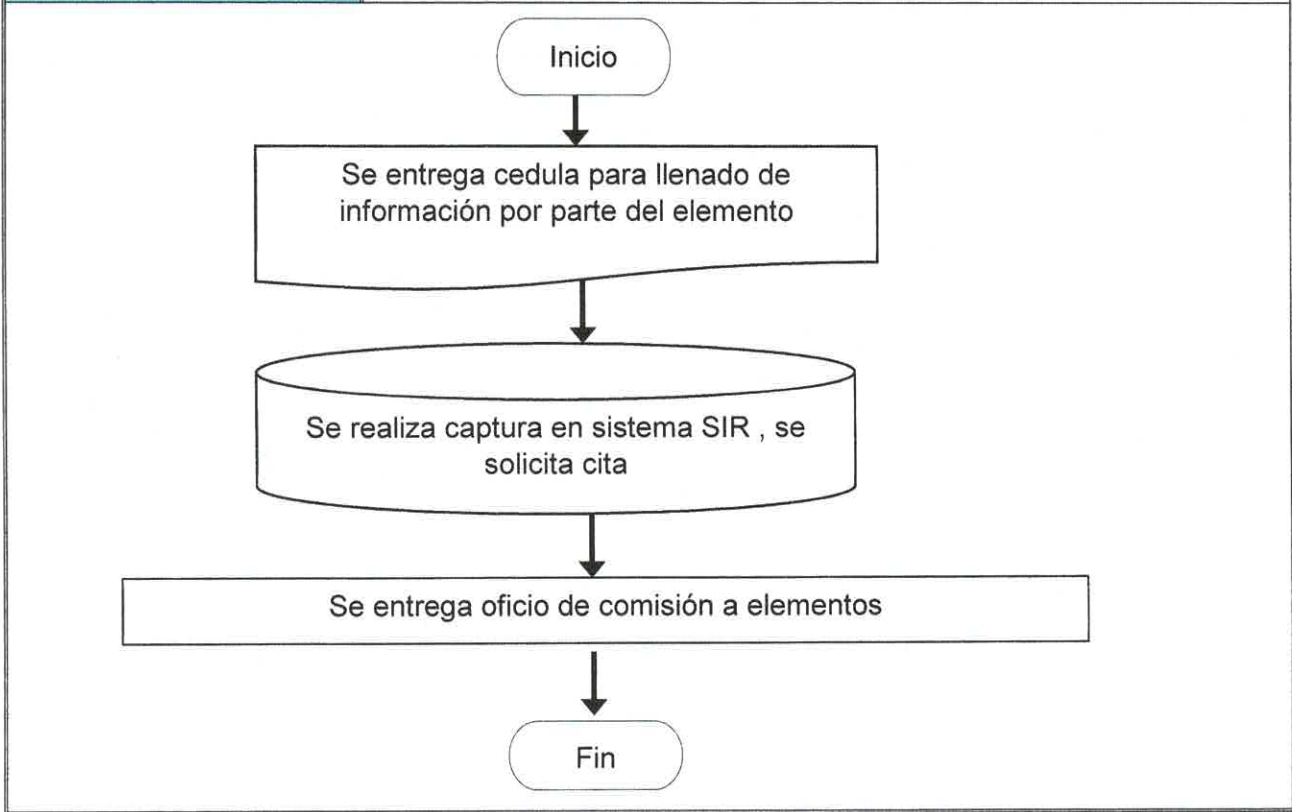 Inicio
Se entrega cedula para llenado de
información por parte del elemento
Se realiza captura en sistema SIR , se
solicita cita
Se entrega oficio de comisión a elementos
Fin